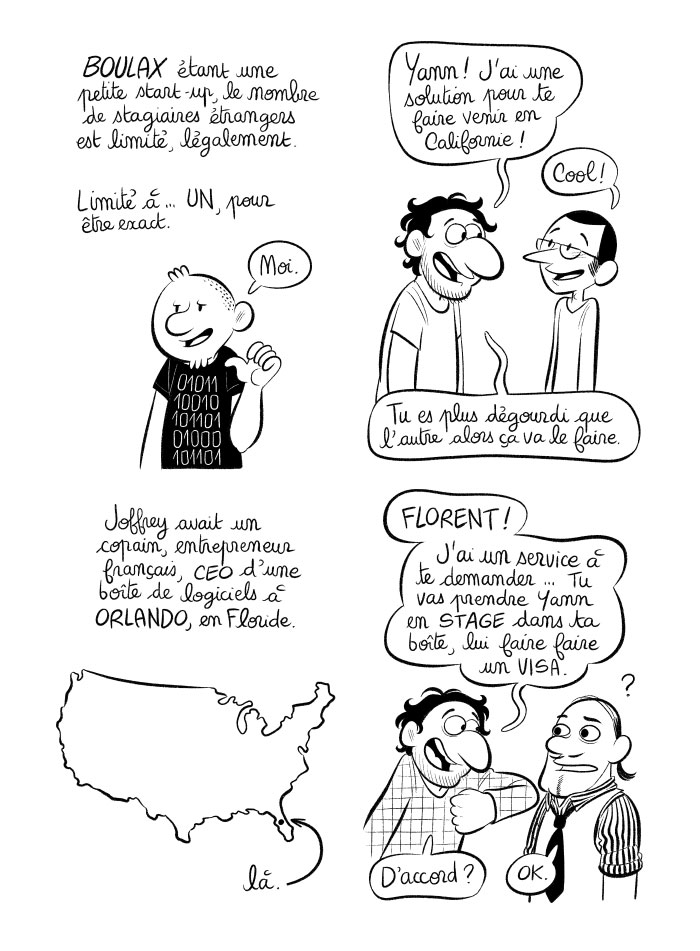 BOULAX étant une
petite start-up, le nombre
de stagiaires étrangers
est limité, légalement.
Limité à... UN, pour
être exact.
Moi.
01011
10010
101101
01000
101101
Yann! J'ai une
solution pour te
faire venir en
Californie!
Cool!
Tu es plus dégourdi que
l'autre alors ça va le faire.
Joffrey avait un
copain, entrepreneur
français, CEO d'une
boîte de logiciels à
ORLANDO, en Floride.
là.
FLORENT!
J'ai un service à
te demander... Tu
vas prendre Yann
en STAGE dans ta
boîte, lui faire faire
un VISA.
?
D'accord?
OK.